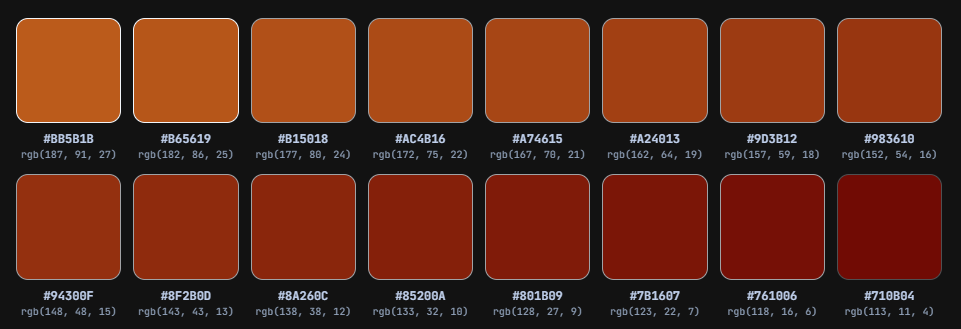 #BB5B1B #B65619 #B15018 #AC4B16 #A74615 #A24013 #9D3B12 #983610
rgb(187, 91, 27) rgb(182, 86, 25) rgb(177, 80, 24) rgb(172, 75, 22) rgb(167, 70, 21) rgb(162, 64, 19) rgb(157, 59, 18) rgb(152, 54, 16)
#94300F #8F2B0D #8A260C #85200A #801B09 #7B1607 #761006 #710B04
rgb(148, 48, 15) rgb(143, 43, 13) rgb(138, 38, 12) rgb(133, 32, 10) rgb(128, 27, 9) rgb(123, 22, 7) rgb(118, 16, 6) rgb(113, 11, 4)